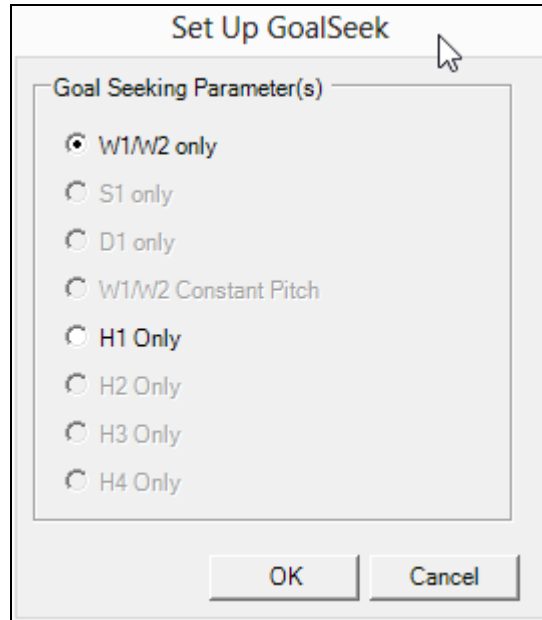 Set Up GoalSeek
Goal Seeking Parameter(s)
W1/W2 only
S1 only
D1 only
W1/W2 Constant Pitch
H1 Only
H2 Only
H3 Only
H4 Only
OK Cancel